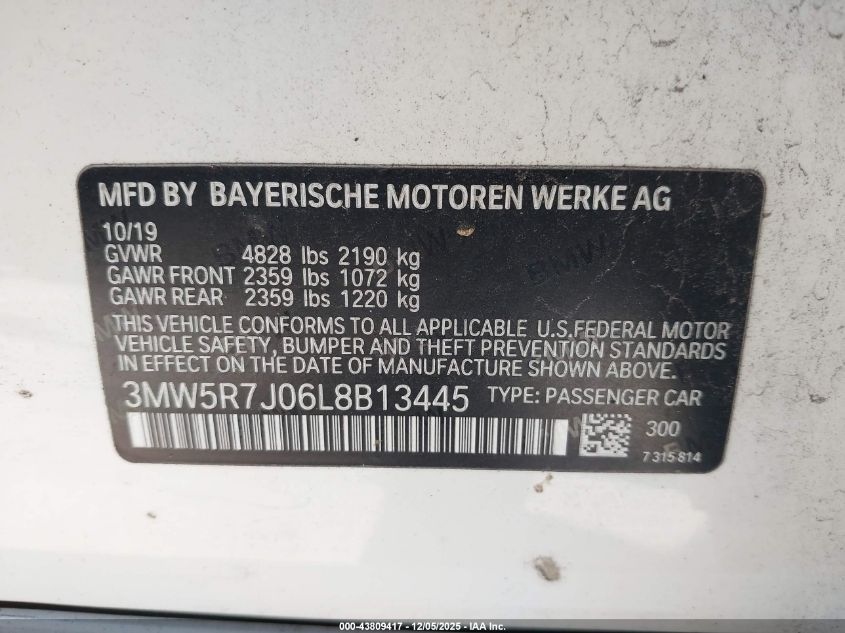 MFD BY BAYERISCHE MOTOREN WERKE AG
10/19
GVWR 4828 lbs 2190 kg
GAWR FRONT 2359 lbs 1072 kg
GAWR REAR 2359 lbs 1220 kg
THIS VEHICLE CONFORMS TO ALL APPLICABLE U.S.FEDERAL MOTOR
VEHICLE SAFETY, BUMPER AND THEFT PREVENTION STANDARDS
IN EFFECT ON THE DATE OF MANUFACTURE SHOWN ABOVE.
3MW5R7J06L8B13445 TYPE: PASSENGER CAR
300
7 315 814
000-43809417 - 12/05/2025 - IAA Inc.